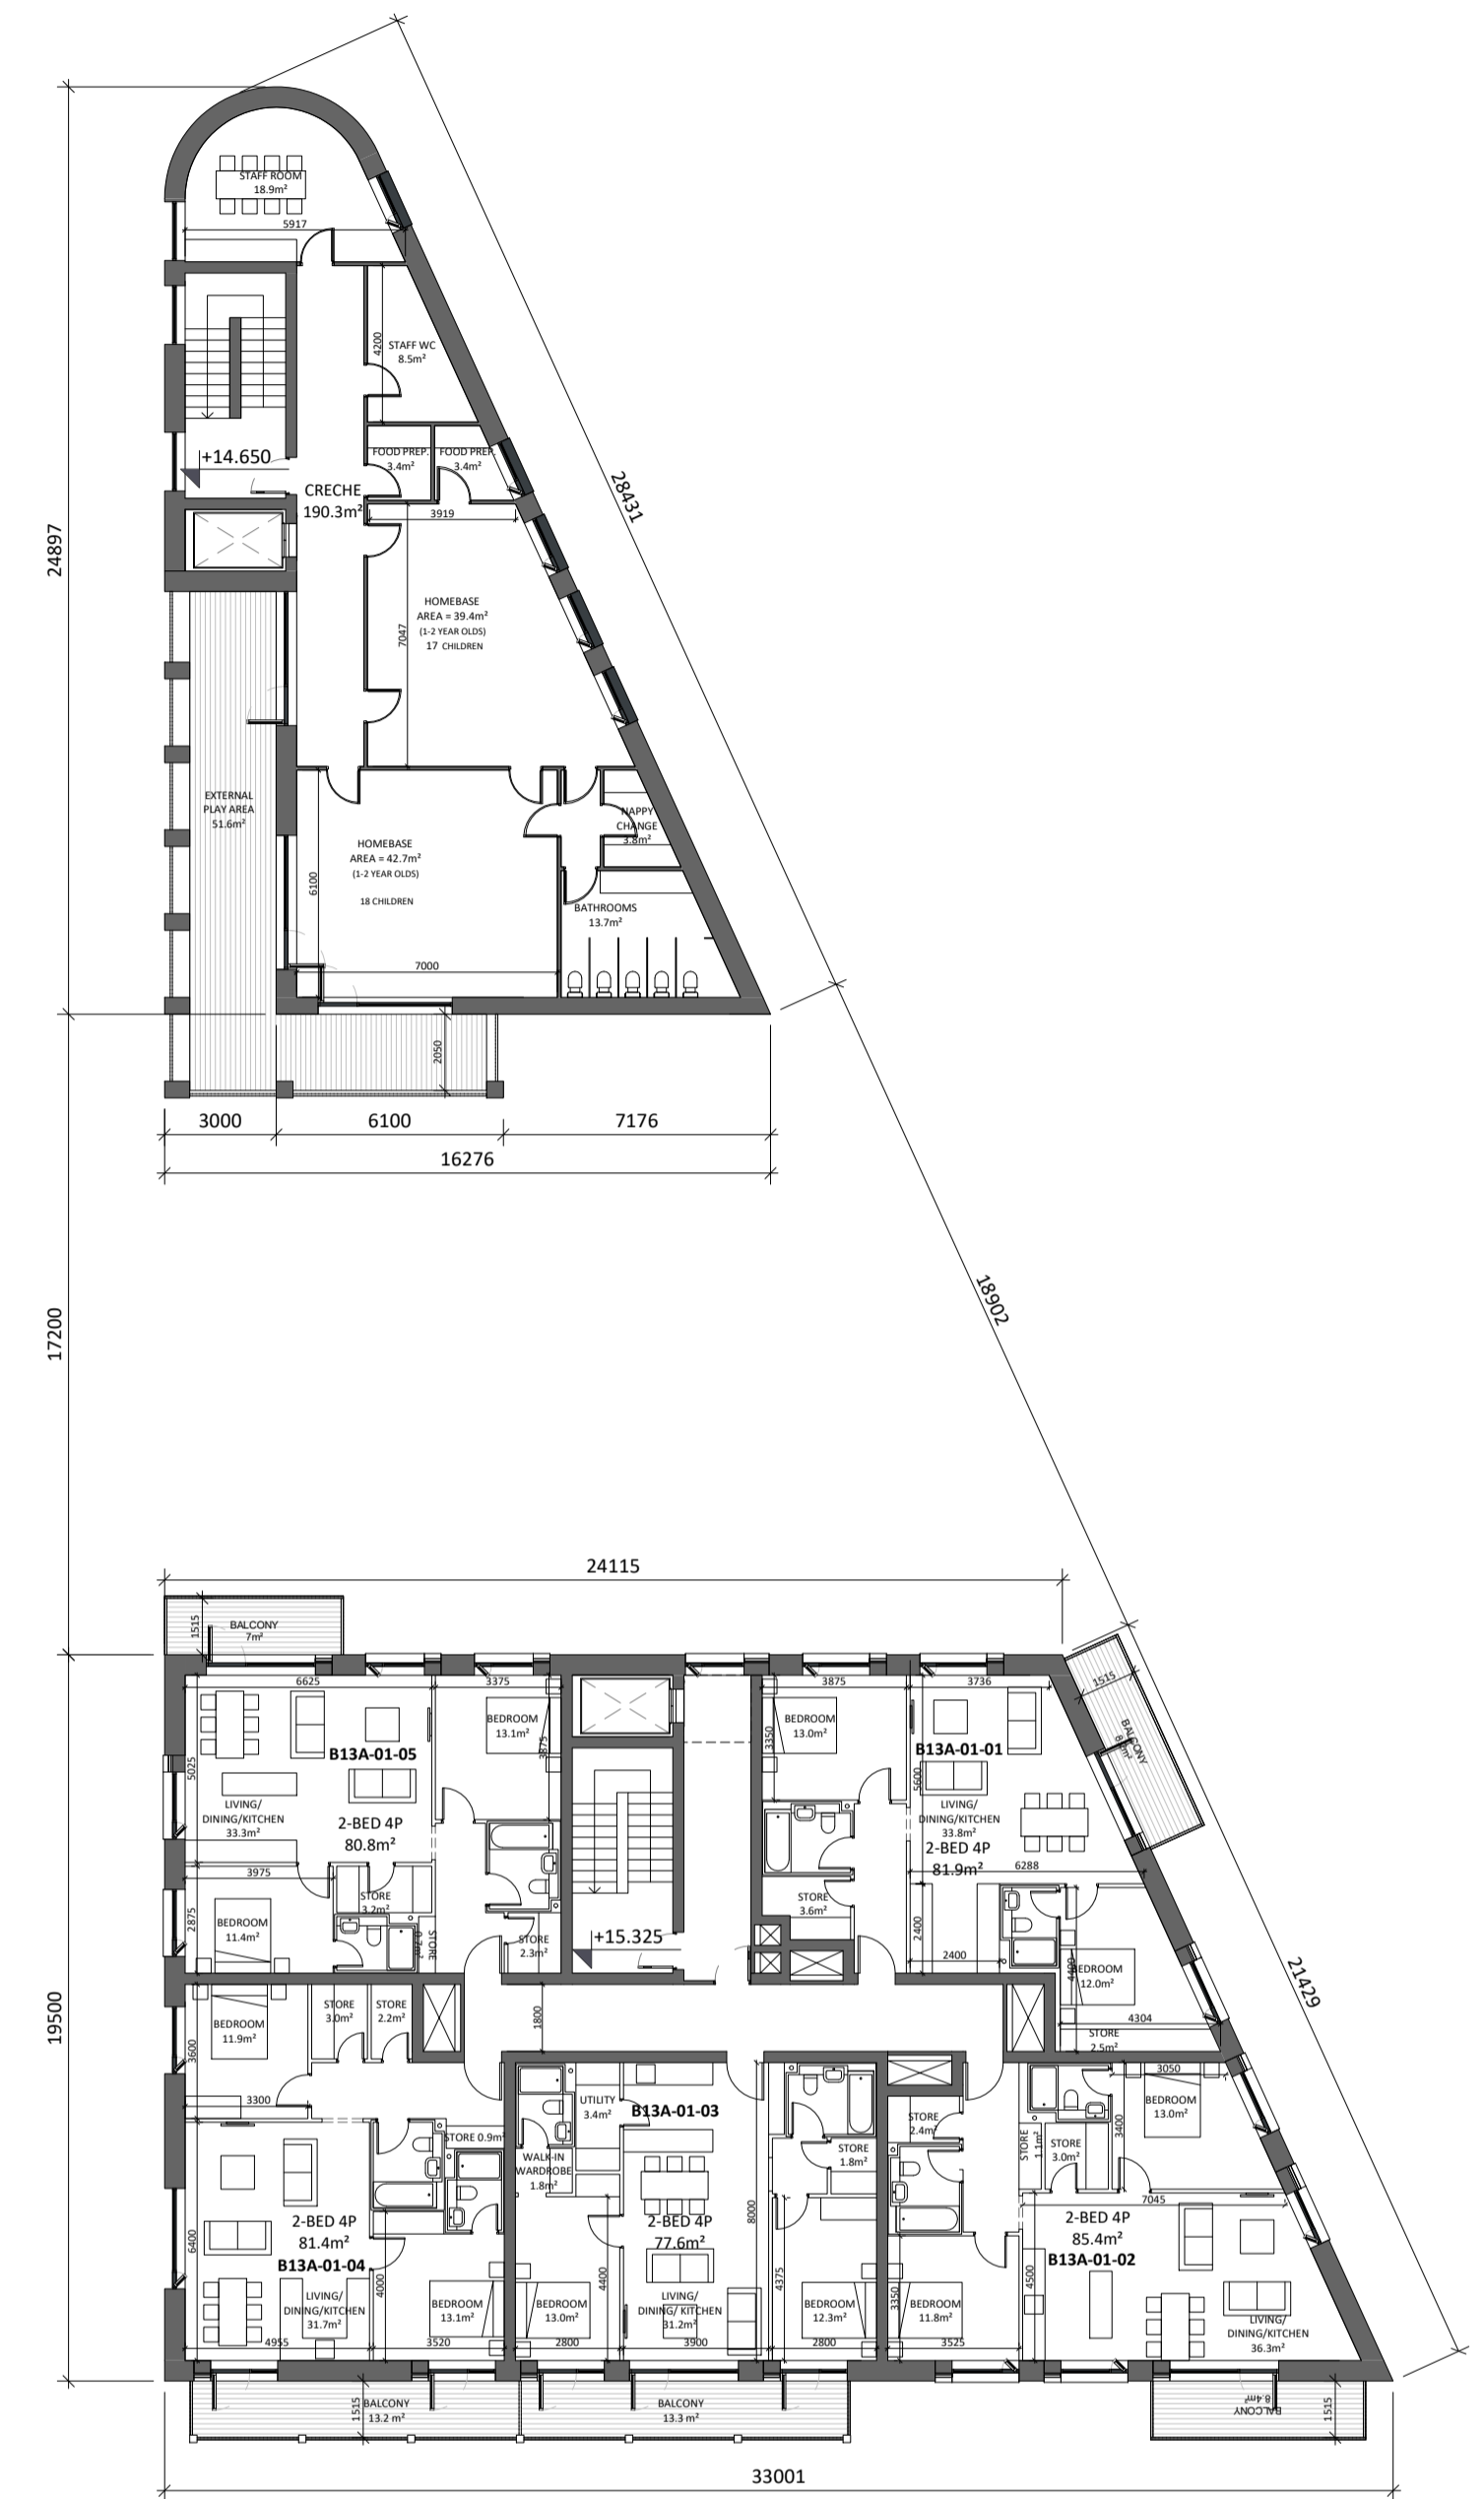 STAFF ROOM
18.9m²
5917
4200
STAFF WC
8.5m²
+14.650
FOOD PREP.
3.4m²
FOOD PREP.
3.4m²
CRECHE
190.3m²
3919
28431
24897
HOMEBASE
AREA = 39.4m²
(1-2 YEAR OLDS)
17 CHILDREN
7047
EXTERNAL
PLAY AREA
51.6m²
NAPPY
CHANGE
3.8m²
HOMEBASE
AREA = 42.7m²
(1-2 YEAR OLDS)
18 CHILDREN
6100
BATHROOMS
13.7m²
7000
2050
3000
6100
7176
16276
17200
18902
24115
1515
BALCONY
7m²
6625
3375
3875
3736
1515
BALCONY
BEDROOM
13.1m²
3875
B13A-01-05
5025
LIVING/
DINING/KITCHEN
33.3m²
2-BED 4P
80.8m²
3350
BEDROOM
13.0m²
B13A-01-01
5600
LIVING/
DINING/KITCHEN
33.8m²
2-BED 4P
81.9m²
6288
3975
STORE
3.2m²
2875
BEDROOM
11.4m²
STORE
0.7m²
STORE
2.3m²
+15.325
STORE
3.6m²
2400
2400
4400
BEDROOM
12.0m²
4304
STORE
2.5m²
21429
19500
BEDROOM
11.9m²
STORE
3.0m²
STORE
2.2m²
1800
3600
3300
STORE 0.9m²
UTILITY
3.4m²
B13A-01-03
WALK-IN
WARDROBE
1.8m²
STORE
1.8m²
STORE
2.4m²
STORE
1.1m²
STORE
3.0m²
3400
3050
BEDROOM
13.0m²
7045
6400
2-BED 4P
81.4m²
B13A-01-04
LIVING/
DINING/KITCHEN
31.7m²
4000
BEDROOM
13.1m²
4955
3520
2-BED 4P
77.6m²
8000
4400
BEDROOM
13.0m²
LIVING/
DINING/ KITCHEN
31.2m²
4375
BEDROOM
12.3m²
2800
3900
2800
3350
BEDROOM
11.8m²
3525
4500
2-BED 4P
85.4m²
B13A-01-02
LIVING/
DINING/KITCHEN
36.3m²
1515
BALCONY
13.2 m²
BALCONY
13.3 m²
BALCONY
8.4m²
1515
33001